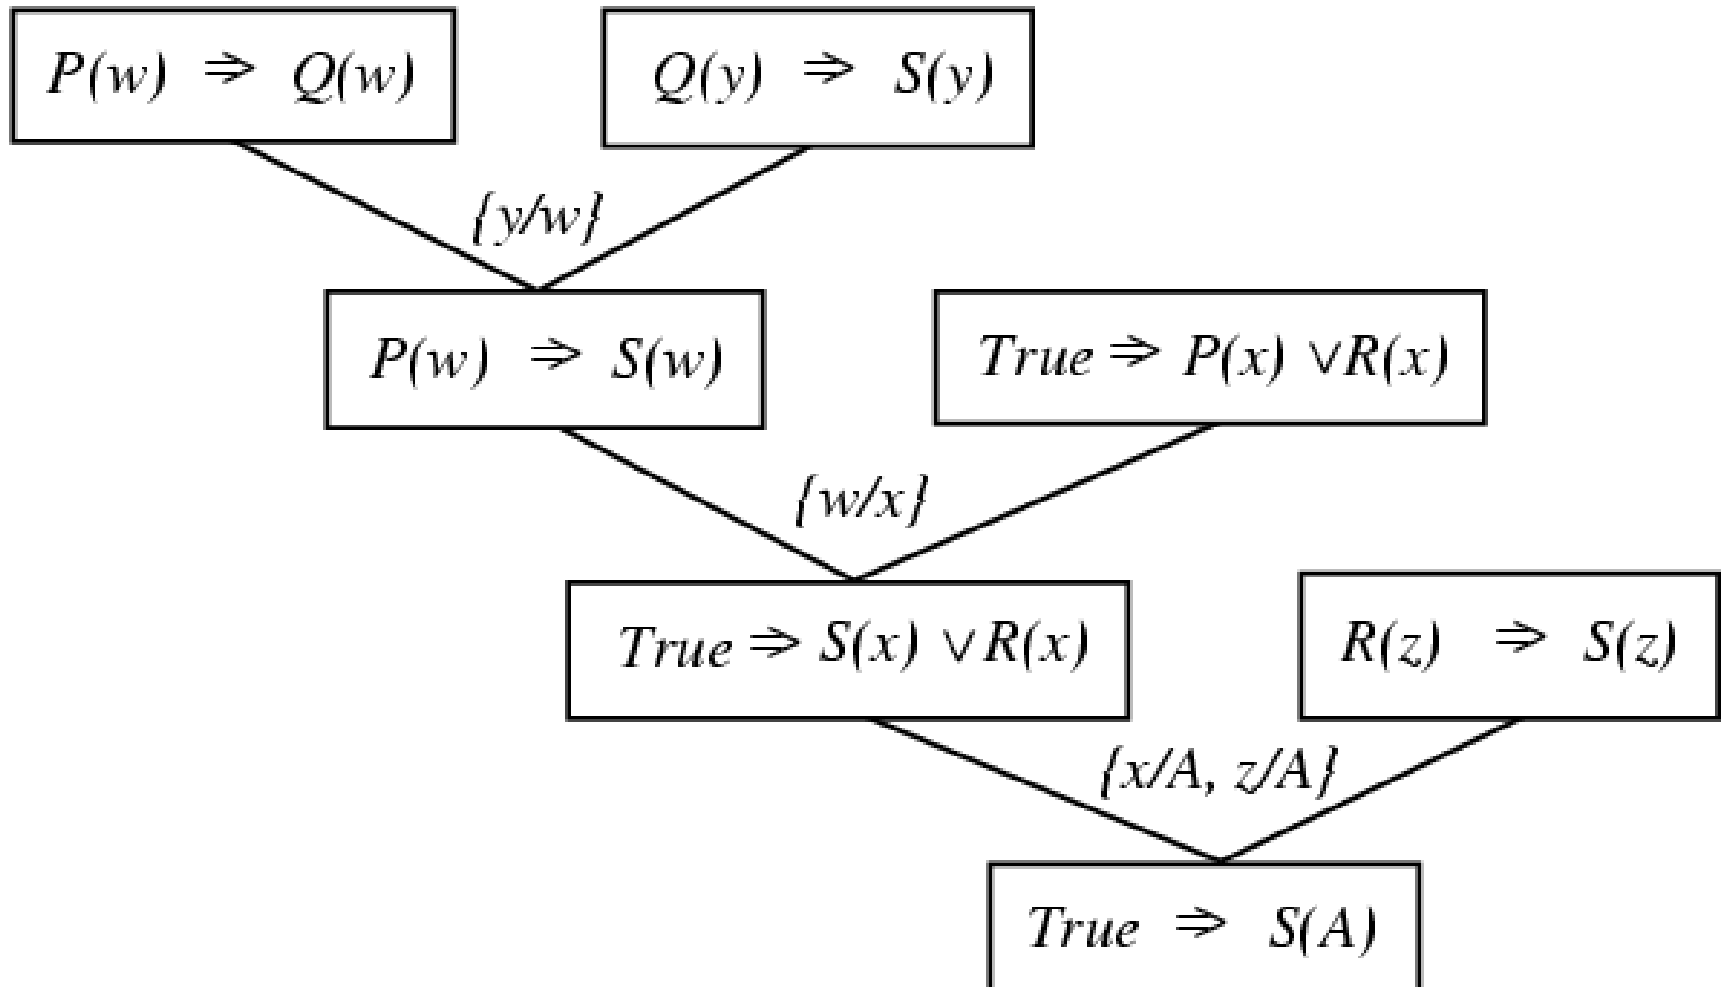 P(w) ⇒ Q(w)
Q(y) ⇒ S(y)
{y/w}
P(w) ⇒ S(w)
True ⇒ P(x) ∨R(x)
{w/x}
True ⇒ S(x) ∨R(x)
R(z) ⇒ S(z)
{x/A, z/A}
True ⇒ S(A)